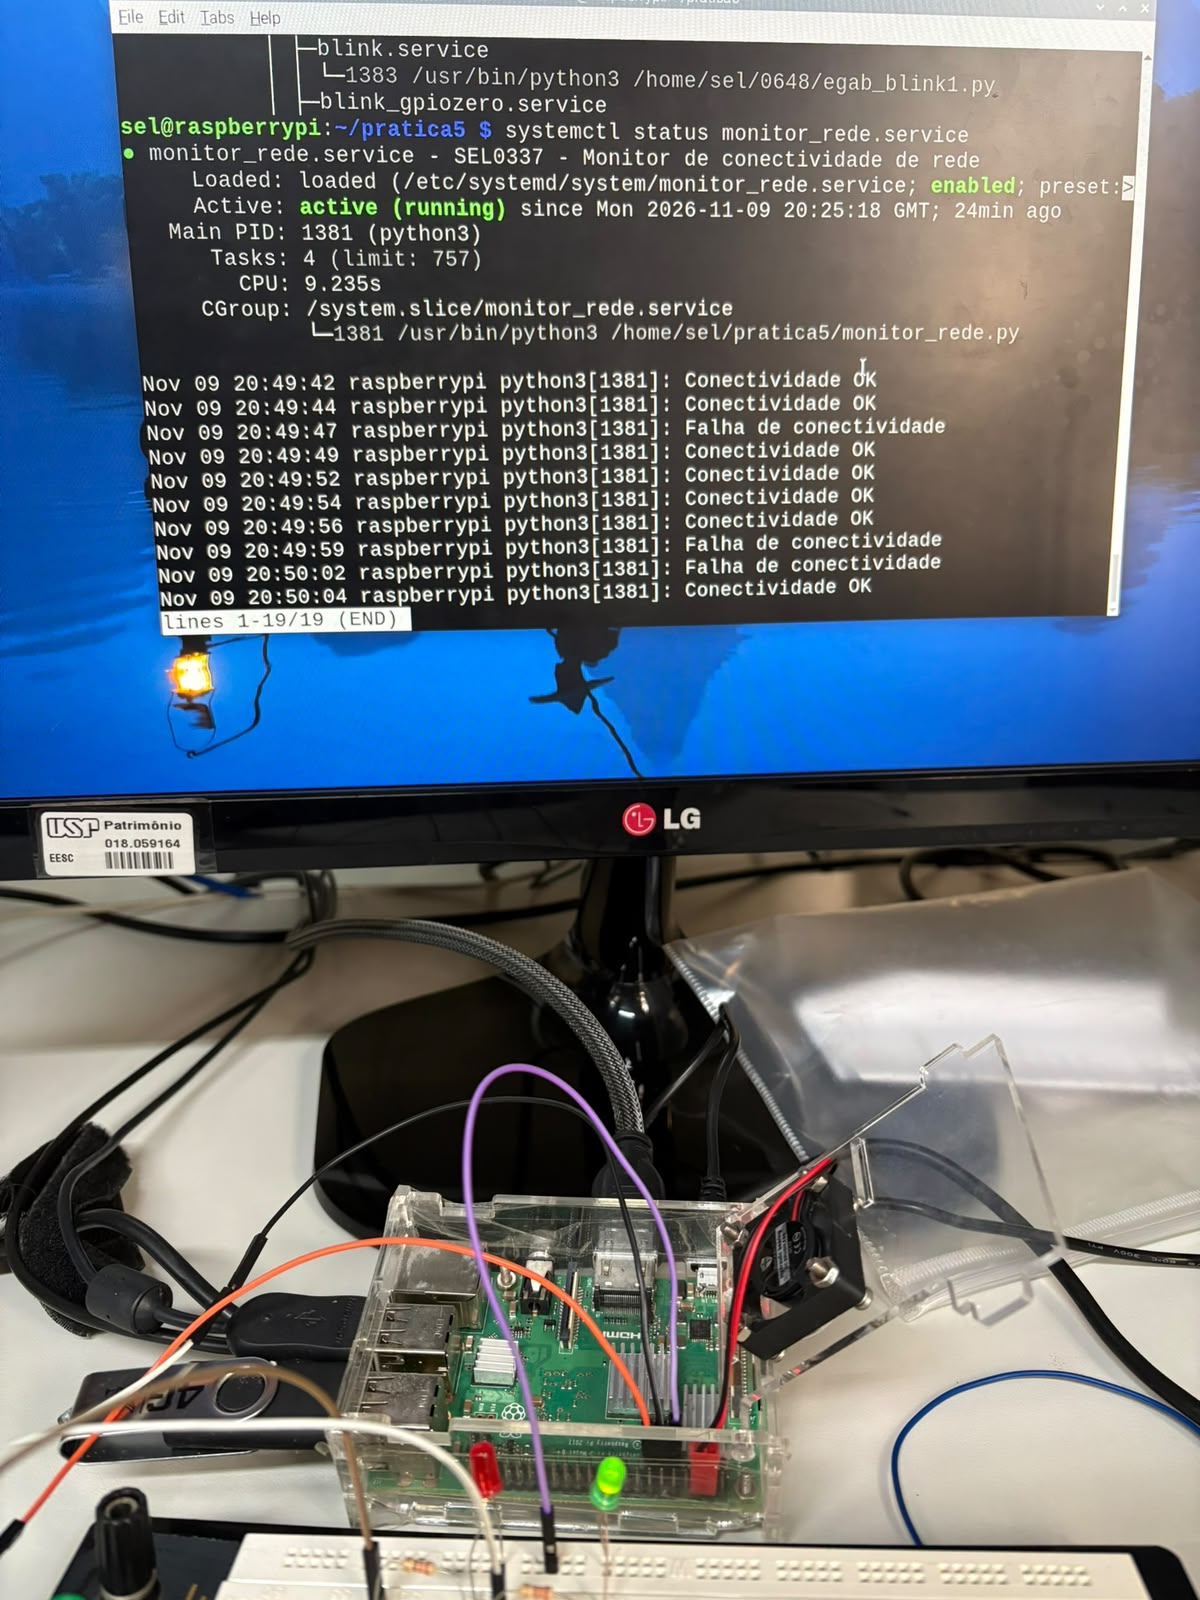 File Edit Tabs Help
├─blink.service
└─1383 /usr/bin/python3 /home/sel/0648/egab_blink1.py
├─blink_gpiozero.service
sel@raspberrypi:~/pratica5 $ systemctl status monitor_rede.service
● monitor_rede.service - SEL0337 - Monitor de conectividade de rede
Loaded: loaded (/etc/systemd/system/monitor_rede.service; enabled; preset:>
Active: active (running) since Mon 2026-11-09 20:25:18 GMT; 24min ago
Main PID: 1381 (python3)
Tasks: 4 (limit: 757)
CPU: 9.235s
CGroup: /system.slice/monitor_rede.service
└─1381 /usr/bin/python3 /home/sel/pratica5/monitor_rede.py
Nov 09 20:49:42 raspberrypi python3[1381]: Conectividade OK
Nov 09 20:49:44 raspberrypi python3[1381]: Conectividade OK
Nov 09 20:49:47 raspberrypi python3[1381]: Falha de conectividade
Nov 09 20:49:49 raspberrypi python3[1381]: Conectividade OK
Nov 09 20:49:52 raspberrypi python3[1381]: Conectividade OK
Nov 09 20:49:54 raspberrypi python3[1381]: Conectividade OK
Nov 09 20:49:56 raspberrypi python3[1381]: Conectividade OK
Nov 09 20:49:59 raspberrypi python3[1381]: Falha de conectividade
Nov 09 20:50:02 raspberrypi python3[1381]: Falha de conectividade
Nov 09 20:50:04 raspberrypi python3[1381]: Conectividade OK
lines 1-19/19 (END)
USP Patrimônio
018.059164
EESC
LG
HDMI